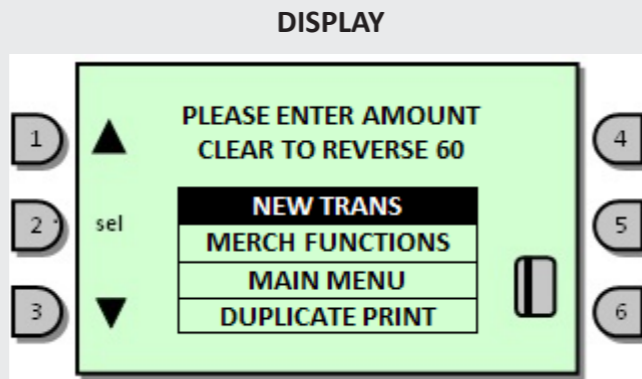 DISPLAY
PLEASE ENTER AMOUNT
CLEAR TO REVERSE 60
1
4
NEW TRANS
2
sel
5
MERCH FUNCTIONS
MAIN MENU
3
6
DUPLICATE PRINT